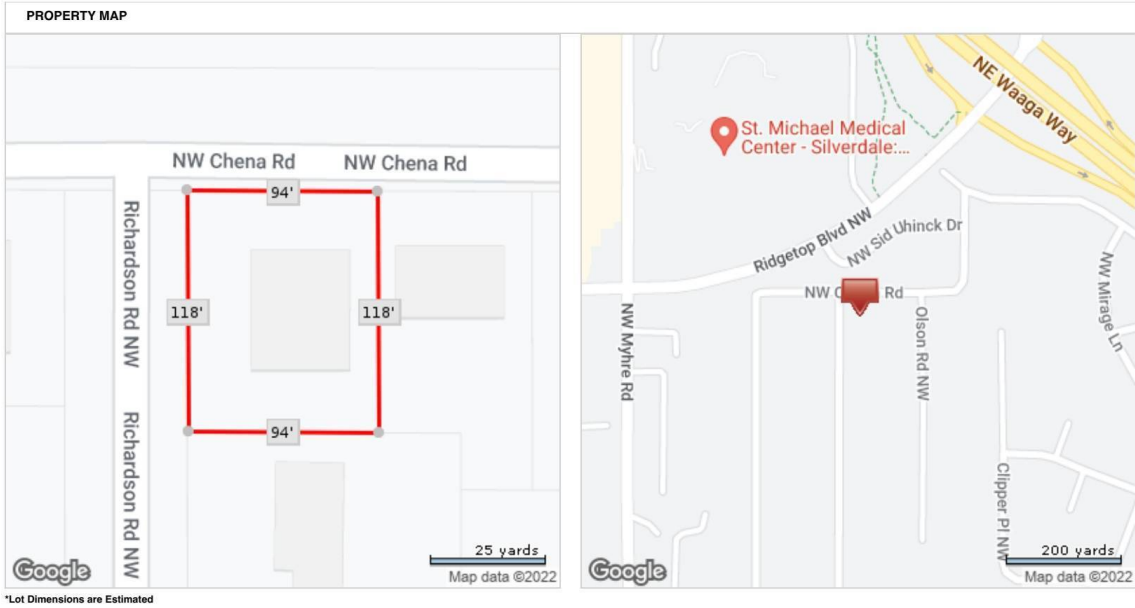 PROPERTY MAP
NW Chena Rd
NW Chena Rd
94'
Richardson Rd NW
118'
118'
94'
Richardson Rd NW
25 yards
Google
Map data ©2022
NE Waaga Way
St. Michael Medical
Center - Silverdale:...
Ridgetop Blvd NW
NW Sid Uhinck Dr
NW C
Rd
NW Mirage Ln
NW Myhre Rd
Olson Rd NW
Clipper Pl NW
200 yards
Google
Map data ©2022
*Lot Dimensions are Estimated